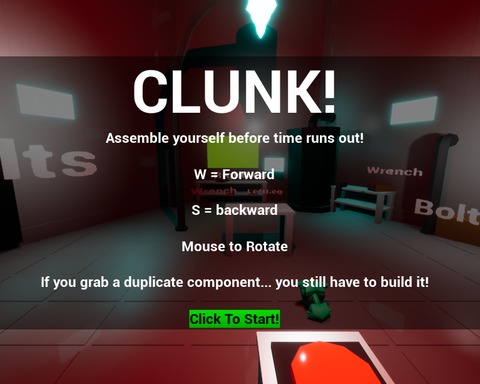 CLUNK!
Assemble yourself before time runs out!
W = Forward
lts
Wrench
Wrench
S = backward
Bolt
Mouse to Rotate
If you grab a duplicate component... you still have to build it!
Click To Start!